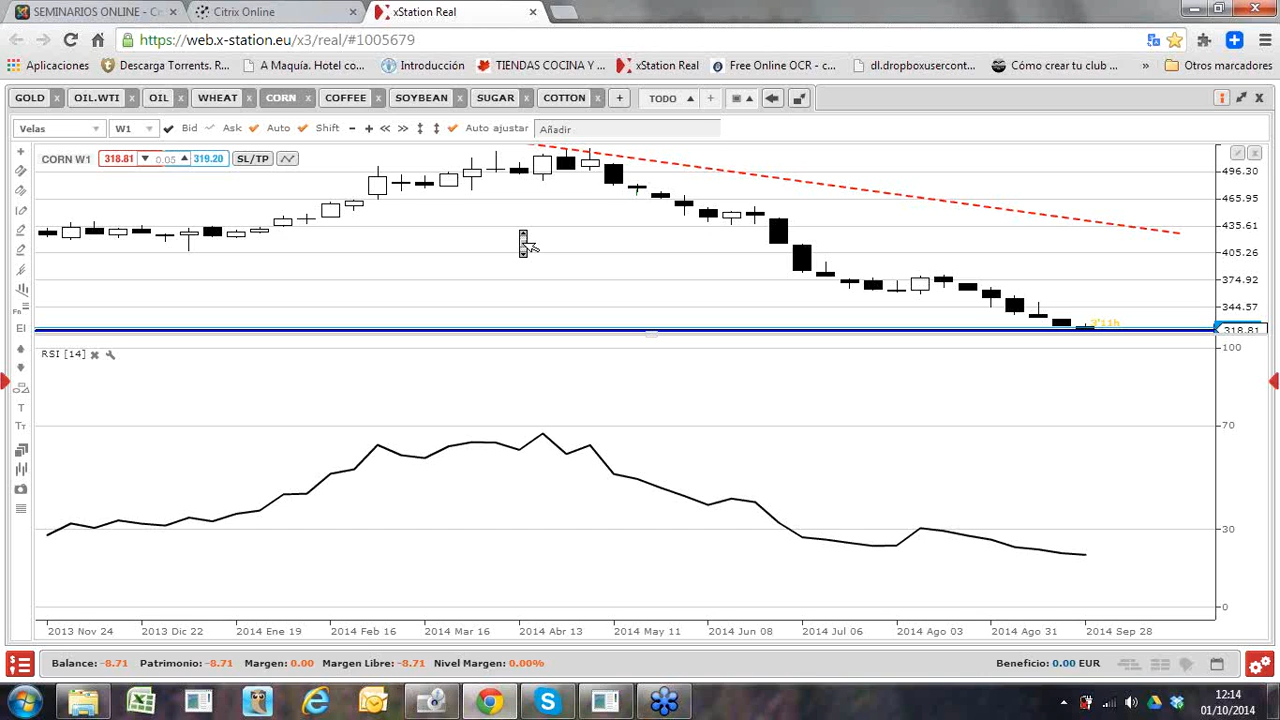 SEMINARIOS ONLINE - Ce
Citrix Online
xStation Real
https://web.x-station.eu/x3/real/#1005679
Aplicaciones
Descarga Torrents. R...
A Maquía. Hotel co...
Introducción
TIENDAS COCINA Y ...
xStation Real
Free Online OCR - c...
dl.dropboxusercont...
Cómo crear tu club ...
»
Otros marcadores
GOLD
OIL.WTI
OIL
WHEAT
CORN
COFFEE
SOYBEAN
SUGAR
COTTON
TODO
Velas
W1
Bid
Ask
Auto
Shift
Auto ajustar
Añadir
CORN W1
318.81
0.05
319.20
SL/TP
496.30
465.95
435.61
405.26
374.92
344.57
318.81
3°11h
RSI [14]
100
70
30
0
2013 Nov 24
2013 Dic 22
2014 Ene 19
2014 Feb 16
2014 Mar 16
2014 Abr 13
2014 May 11
2014 Jun 08
2014 Jul 06
2014 Ago 03
2014 Ago 31
2014 Sep 28
EI
T
Balance: -8.71
Patrimonio: -8.71
Margen: 0.00
Margen Libre: -8.71
Nivel Margen: 0.00%
Beneficio: 0.00 EUR
12:14
01/10/2014